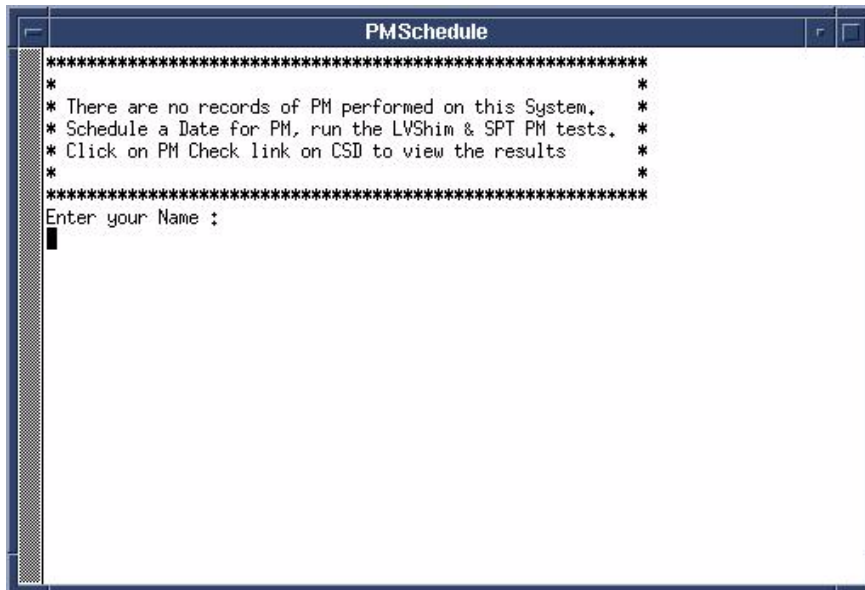 PMSchedule
***********************************************************
* *
* There are no records of PM performed on this System. *
* Schedule a Date for PM, run the LVShim & SPT PM tests. *
* Click on PM Check link on CSD to view the results *
* *
***********************************************************
Enter your Name :